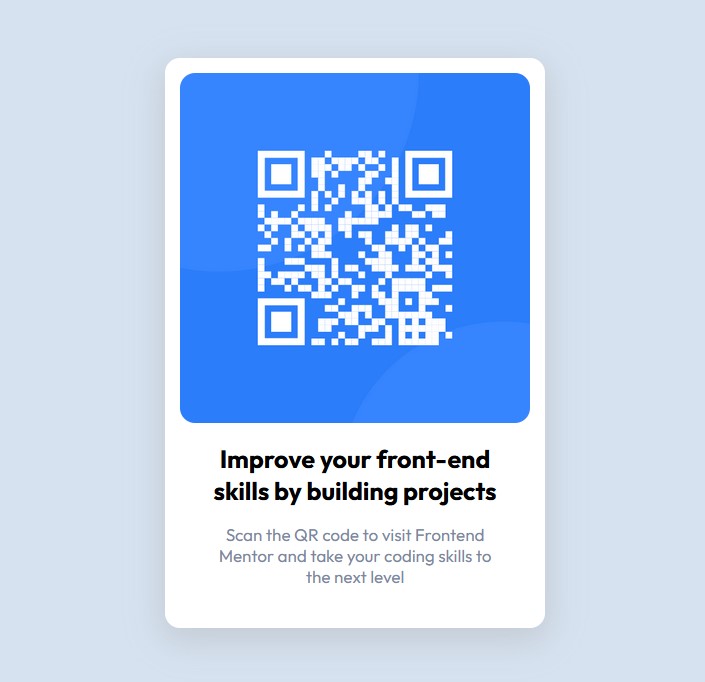 Improve your front-end
skills by building projects
Scan the QR code to visit Frontend
Mentor and take your coding skills to
the next level